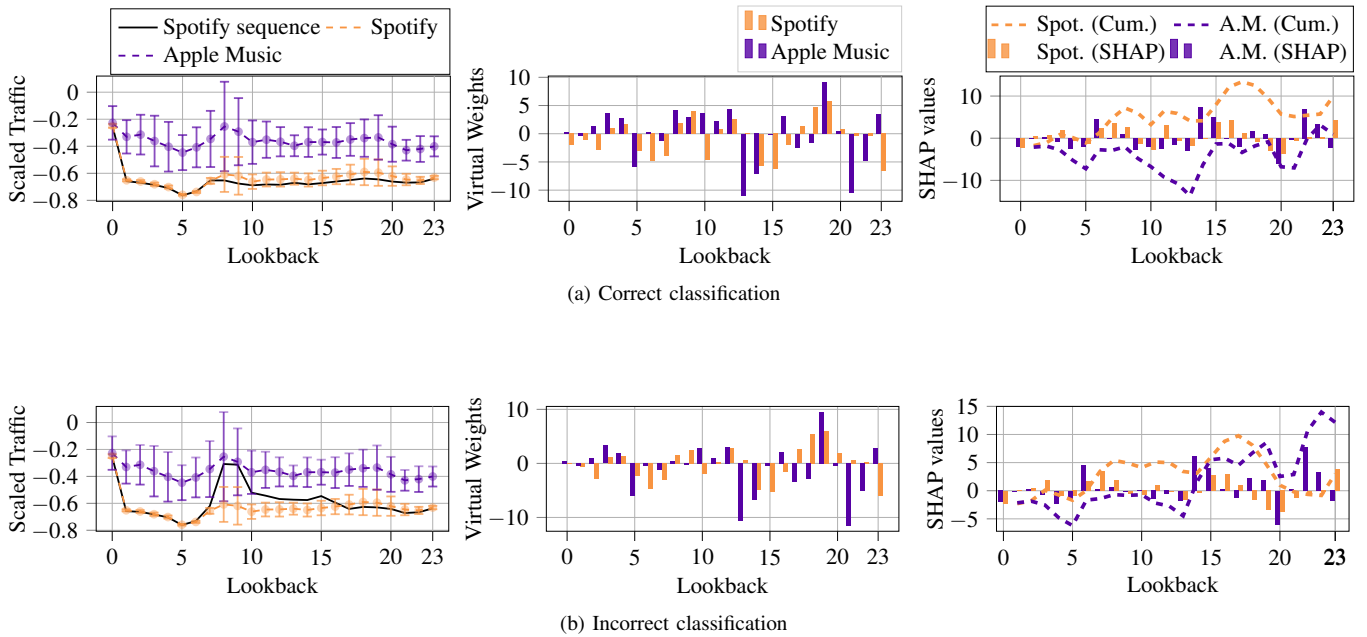 Spotify sequence Spotify
Apple Music
Scaled Traffic
0
−0.2
−0.4
−0.6
−0.8
0 5 10 15 20 23
Lookback
Spotify
Apple Music
Virtual Weights
10
5
0
−5
−10
0 5 10 15 20 23
Lookback
Spot. (Cum.) A.M. (Cum.)
Spot. (SHAP) A.M. (SHAP)
SHAP values
10
0
−10
0 5 10 15 20 23
Lookback
(a) Correct classification
Scaled Traffic
0
−0.2
−0.4
−0.6
−0.8
0 5 10 15 20 23
Lookback
Virtual Weights
10
0
−10
0 5 10 15 20 23
Lookback
SHAP values
15
10
5
0
−5
0 5 10 15 20 23
Lookback
(b) Incorrect classification